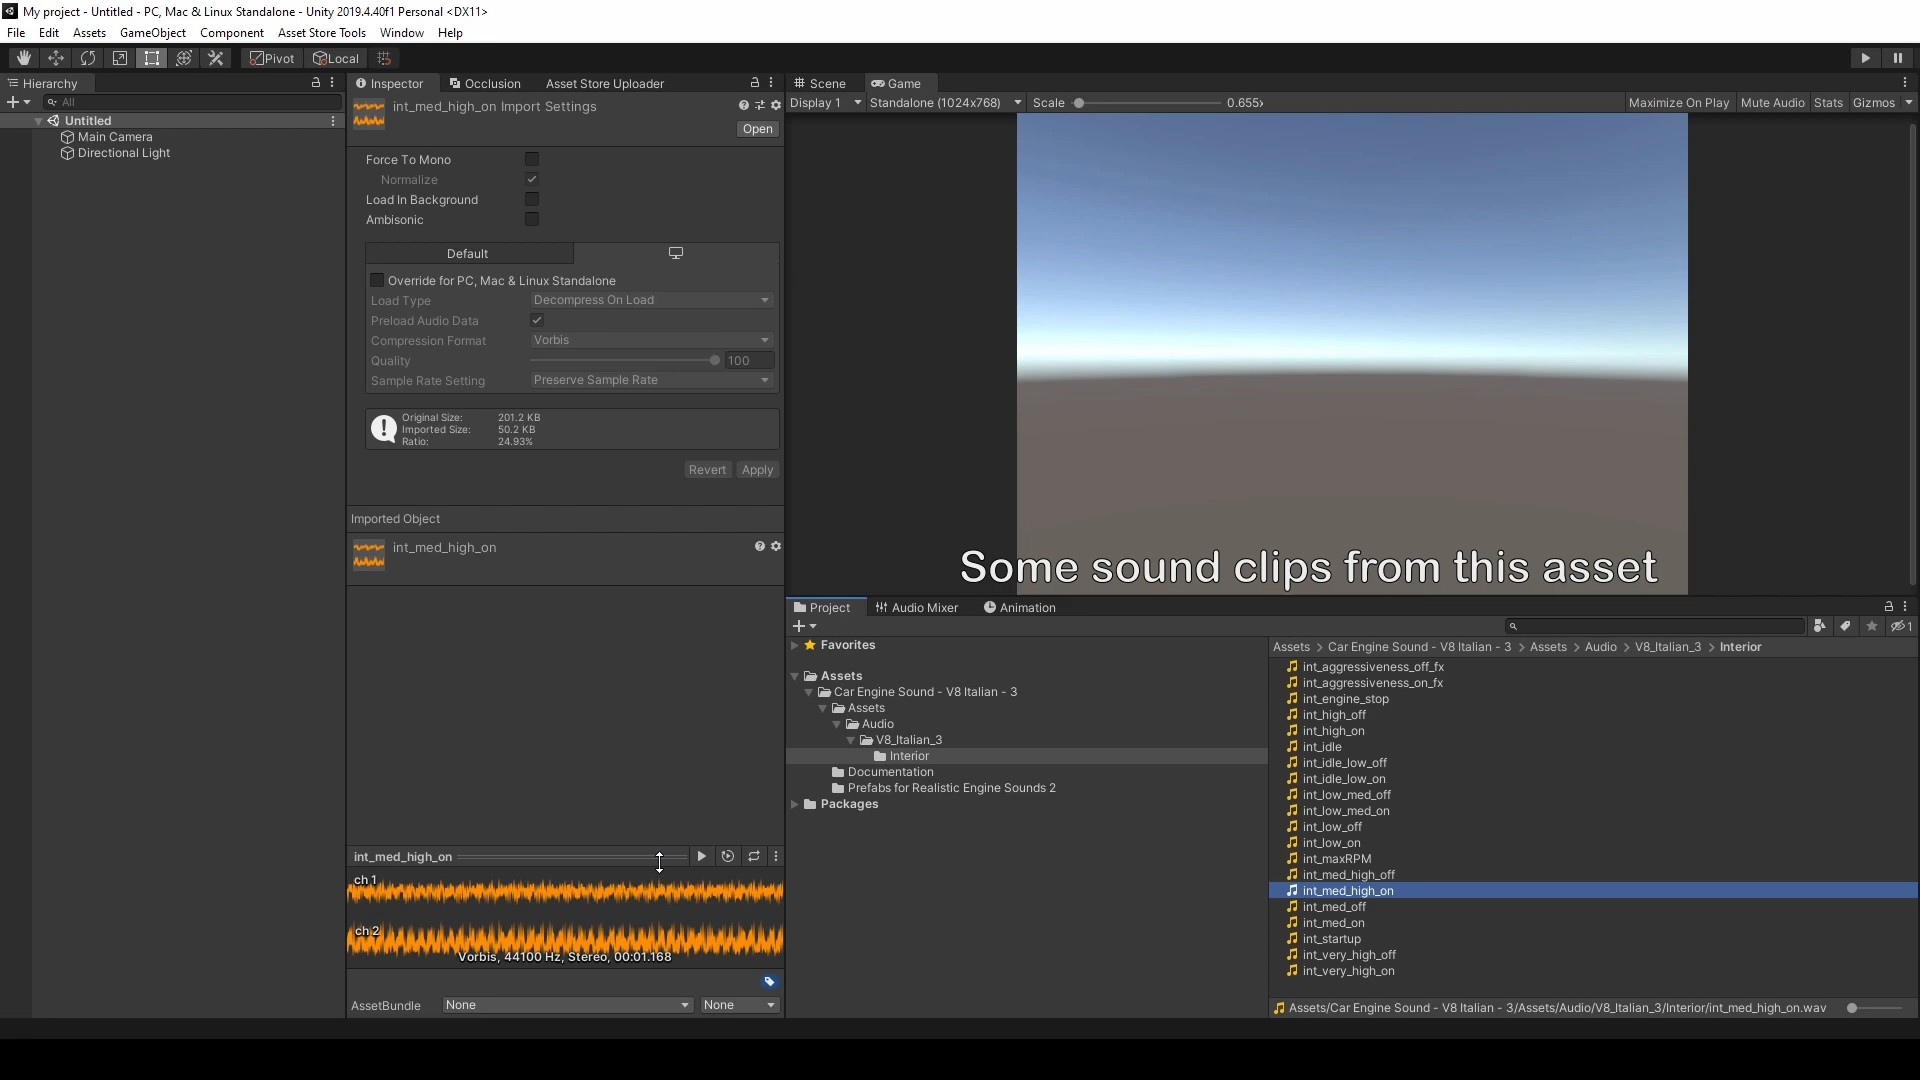 My project - Untitled - PC, Mac & Linux Standalone - Unity 2019.4.40f1 Personal <DX11>
File Edit Assets GameObject Component Asset Store Tools Window Help
Pivot Local
Hierarchy
All
Untitled
Main Camera
Directional Light
Inspector Occlusion Asset Store Uploader
int_med_high_on Import Settings
Open
Force To Mono
Normalize
Load In Background
Ambisonic
Default
Override for PC, Mac & Linux Standalone
Load Type Decompress On Load
Preload Audio Data
Compression Format Vorbis
Quality 100
Sample Rate Setting Preserve Sample Rate
Original Size: 201.2 KB
Imported Size: 50.2 KB
Ratio: 24.93%
Revert Apply
Imported Object
int_med_high_on
int_med_high_on
ch 1
ch 2
Vorbis, 44100 Hz, Stereo, 00:01.168
AssetBundle None None
Scene Game
Display 1 Standalone (1024x768) Scale 0.655x Maximize On Play Mute Audio Stats Gizmos
Some sound clips from this asset
Project Audio Mixer Animation
1
Favorites
Assets
Car Engine Sound - V8 Italian - 3
Assets
Audio
V8_Italian_3
Interior
Documentation
Prefabs for Realistic Engine Sounds 2
Packages
Assets > Car Engine Sound - V8 Italian - 3 > Assets > Audio > V8_Italian_3 > Interior
int_aggressiveness_off_fx
int_aggressiveness_on_fx
int_engine_stop
int_high_off
int_high_on
int_idle
int_idle_low_off
int_idle_low_on
int_low_med_off
int_low_med_on
int_low_off
int_low_on
int_maxRPM
int_med_high_off
int_med_high_on
int_med_off
int_med_on
int_startup
int_very_high_off
int_very_high_on
Assets/Car Engine Sound - V8 Italian - 3/Assets/Audio/V8_Italian_3/Interior/int_med_high_on.wav